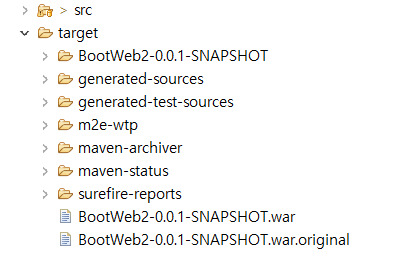 > src
target
BootWeb2-0.0.1-SNAPSHOT
generated-sources
generated-test-sources
m2e-wtp
maven-archiver
maven-status
surefire-reports
BootWeb2-0.0.1-SNAPSHOT.war
BootWeb2-0.0.1-SNAPSHOT.war.original